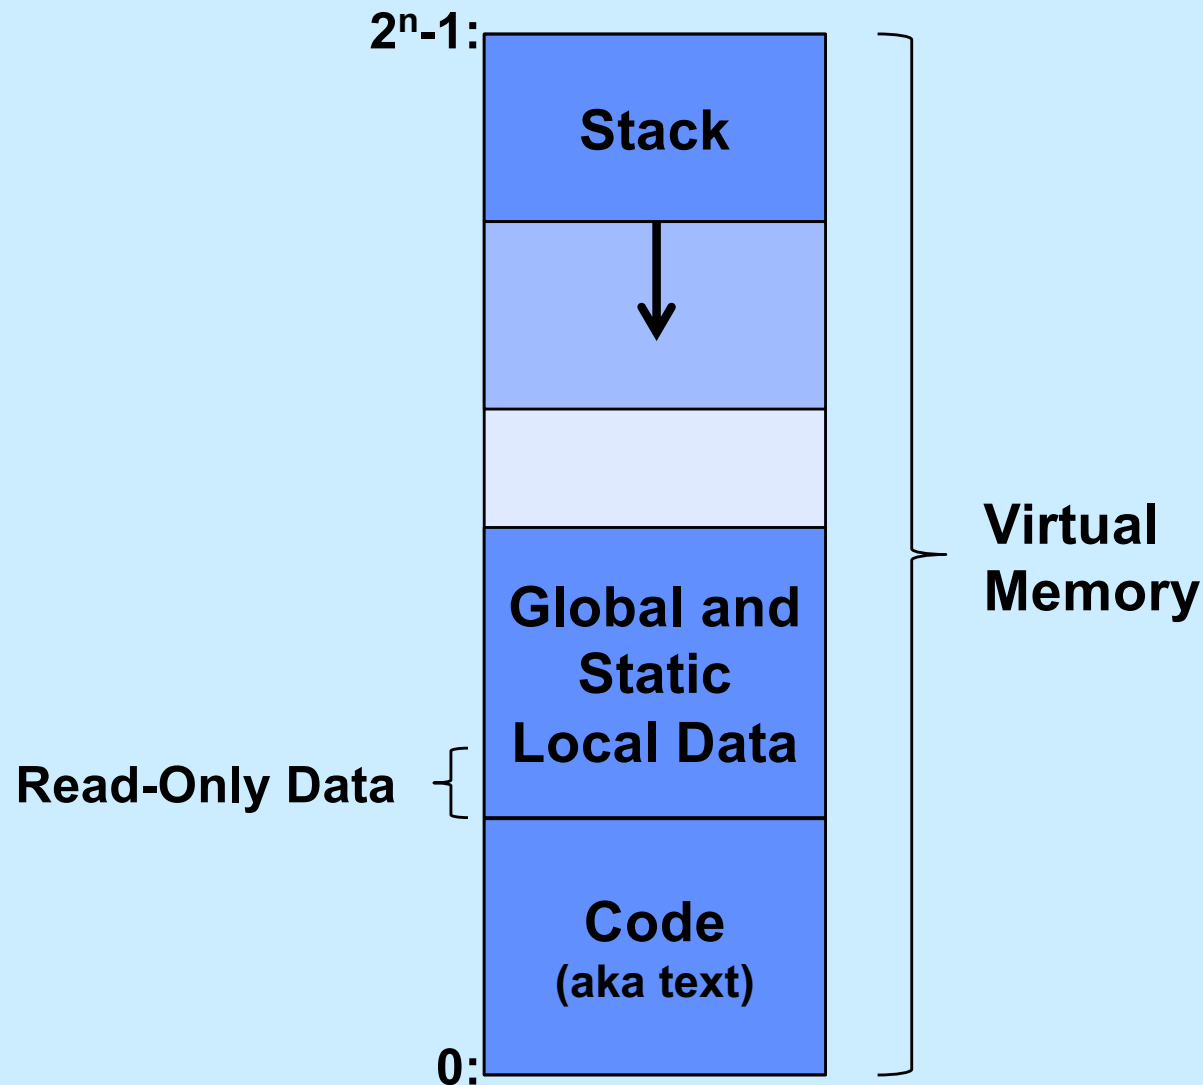 2ⁿ-1:
Stack
Virtual
Memory
Global and
Static
Local Data
Read-Only Data
Code
(aka text)
0: